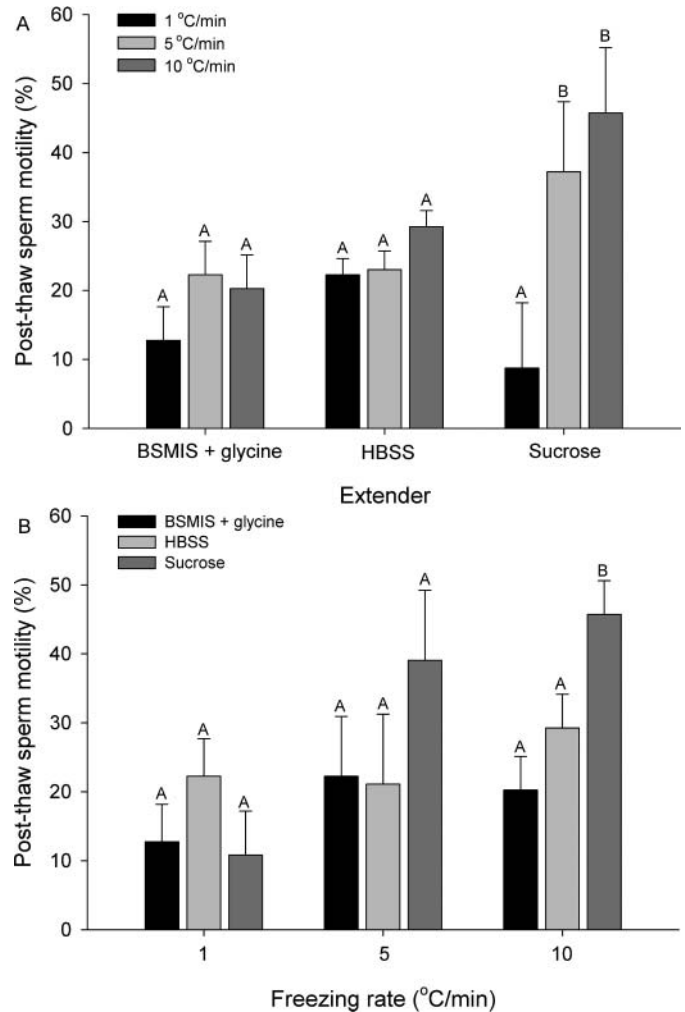 A
60
50
40
30
20
10
0
Post-thaw sperm motility (%)
1 °C/min
5 °C/min
10 °C/min
A A A
A A A
A B B
BSMIS + glycine HBSS Sucrose
Extender
B
60
50
40
30
20
10
0
Post-thaw sperm motility (%)
BSMIS + glycine
HBSS
Sucrose
A A A
A A A
A A B
1 5 10
Freezing rate (°C/min)